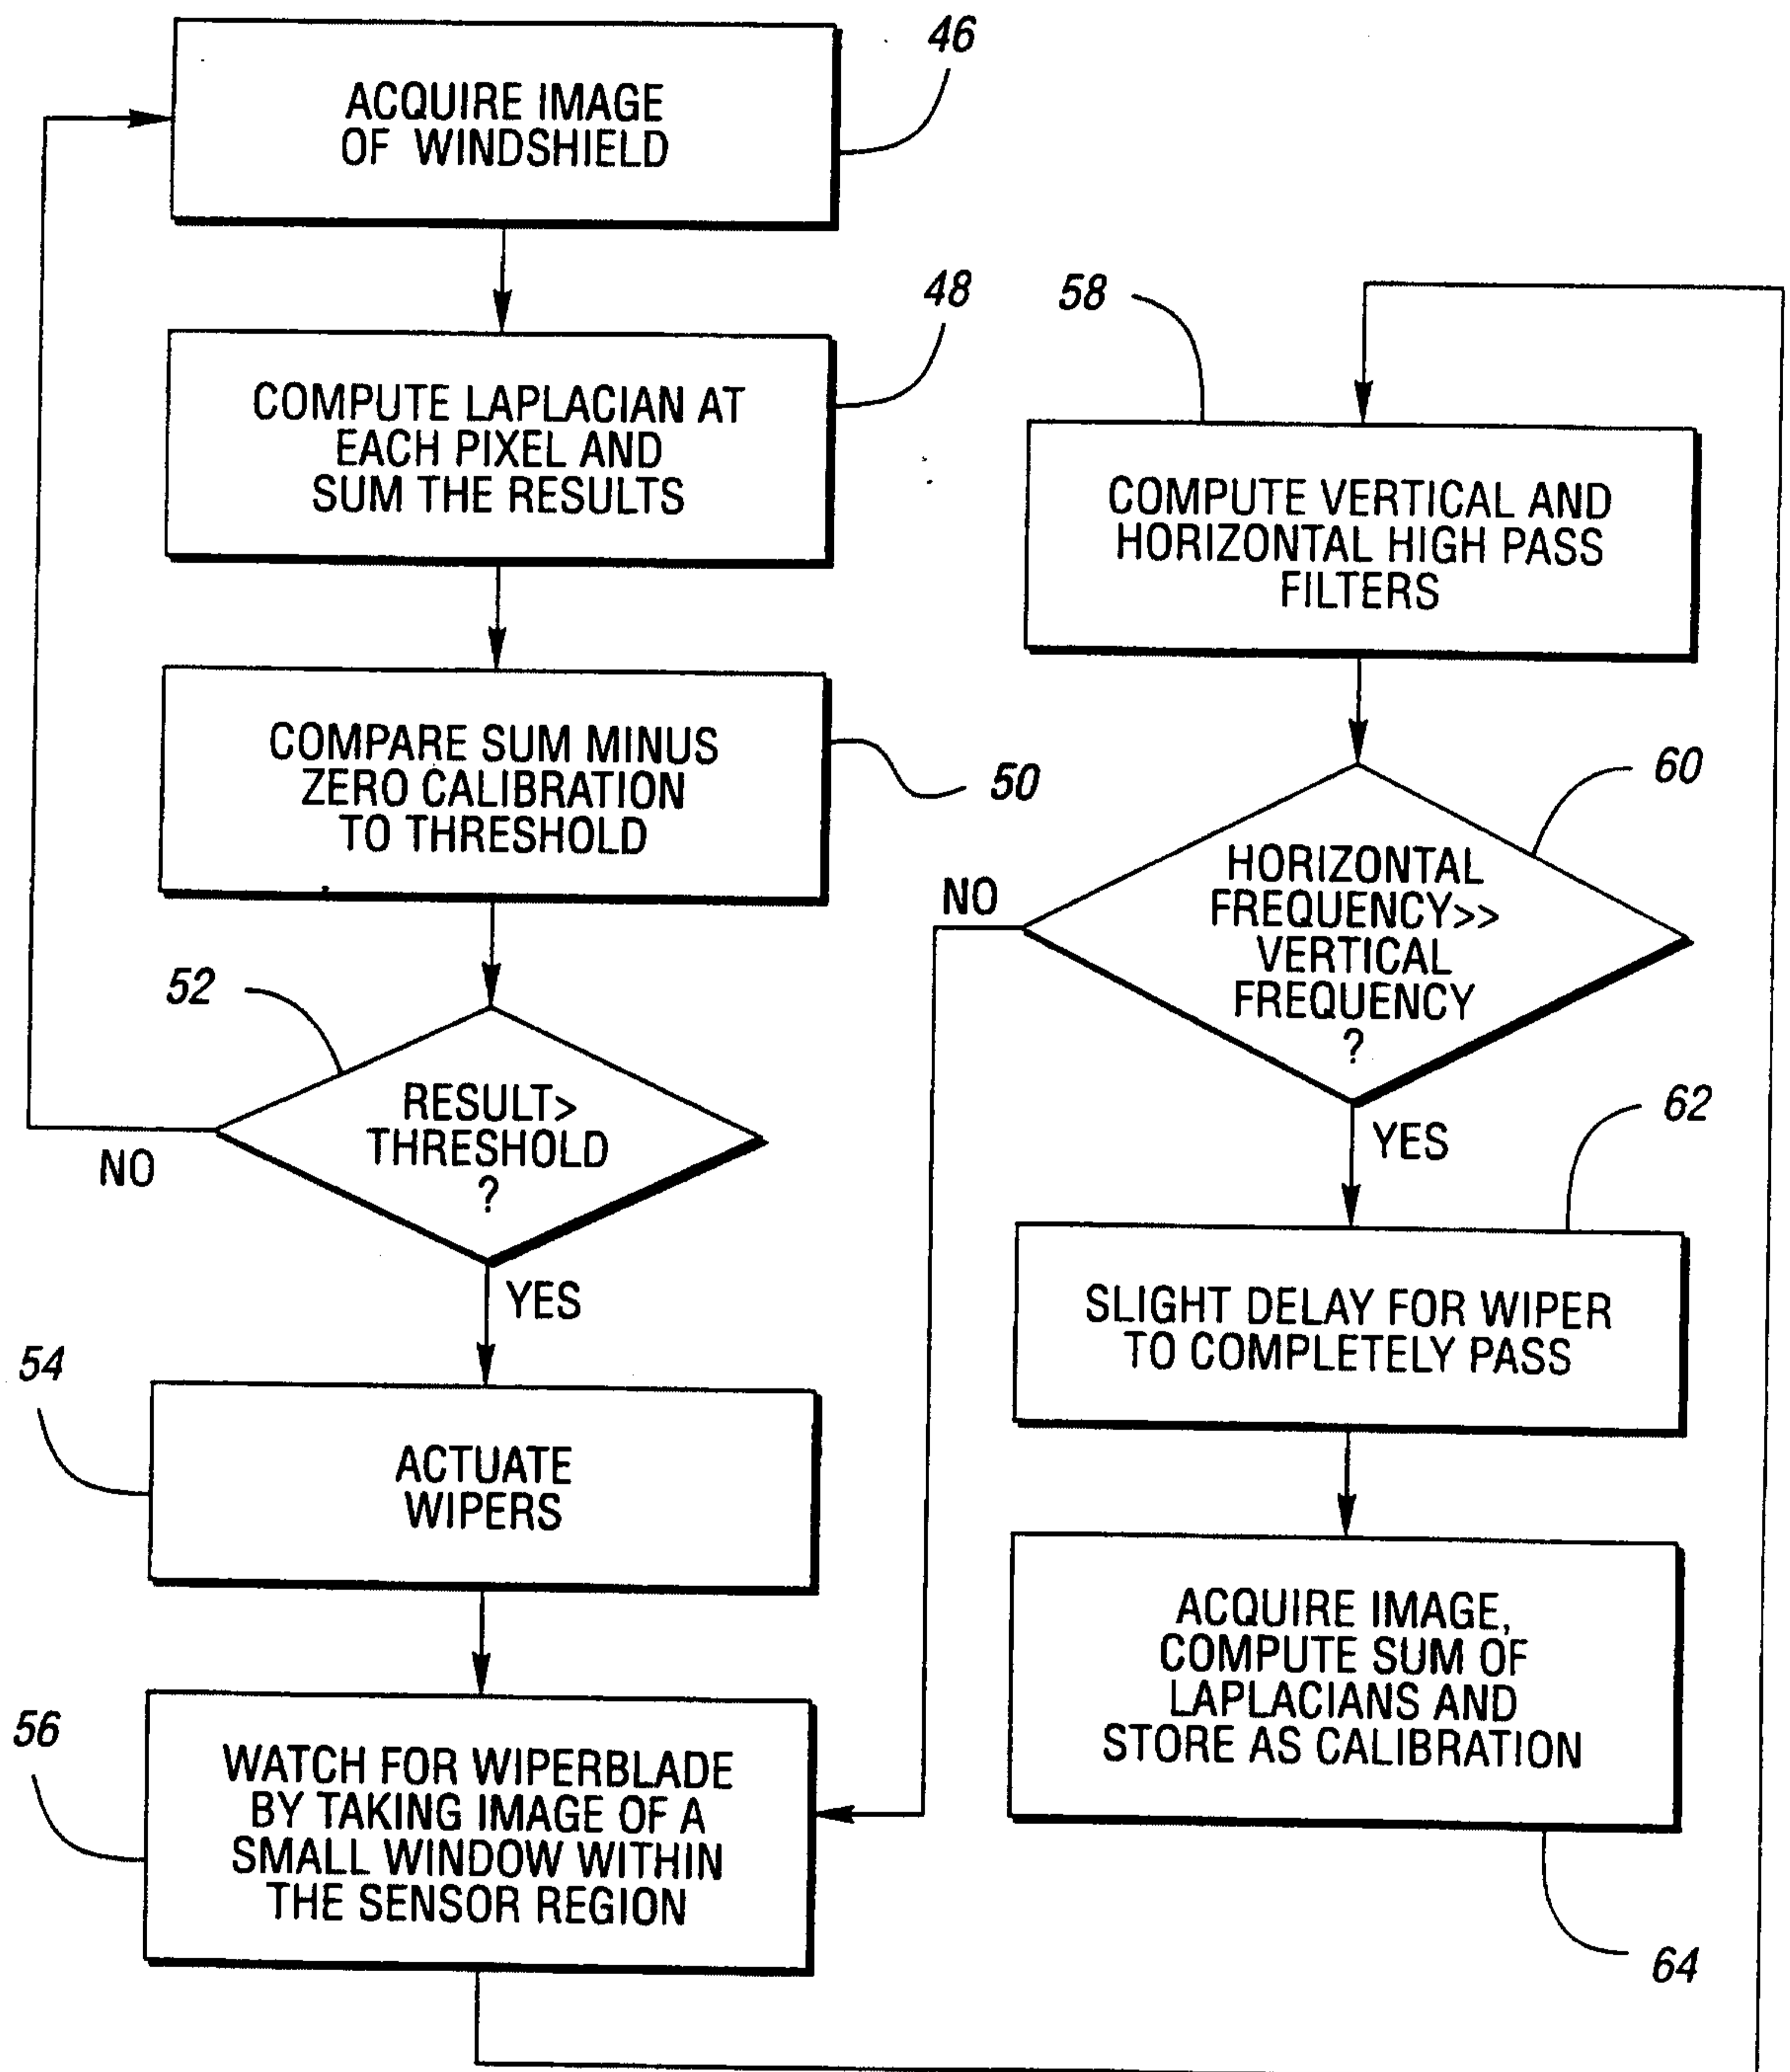 46
ACQUIRE IMAGE
OF WINDSHIELD
48
COMPUTE LAPLACIAN AT
EACH PIXEL AND
SUM THE RESULTS
COMPARE SUM MINUS
ZERO CALIBRATION
TO THRESHOLD
50
52
RESULT>
THRESHOLD
?
NO
YES
54
ACTUATE
WIPERS
56
WATCH FOR WIPERBLADE
BY TAKING IMAGE OF A
SMALL WINDOW WITHIN
THE SENSOR REGION
58
COMPUTE VERTICAL AND
HORIZONTAL HIGH PASS
FILTERS
60
HORIZONTAL
FREQUENCY>>
VERTICAL
FREQUENCY
?
NO
YES
62
SLIGHT DELAY FOR WIPER
TO COMPLETELY PASS
ACQUIRE IMAGE,
COMPUTE SUM OF
LAPLACIANS AND
STORE AS CALIBRATION
64